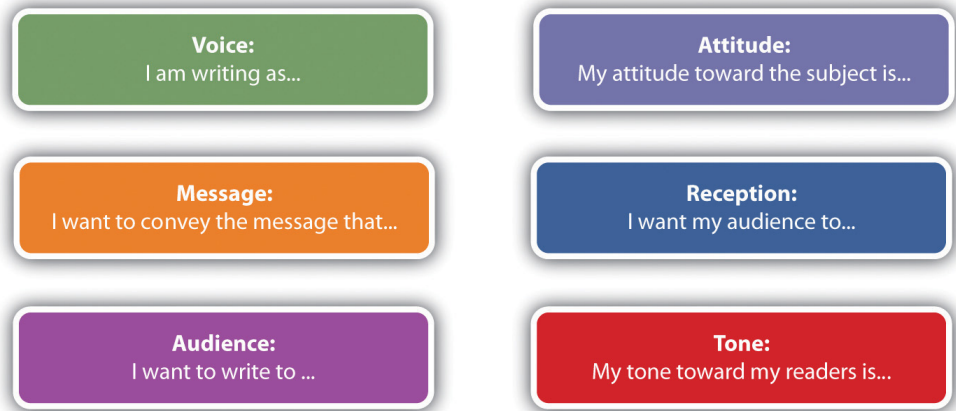 Voice:
I am writing as...
Attitude:
My attitude toward the subject is...
Message:
I want to convey the message that...
Reception:
I want my audience to...
Audience:
I want to write to ...
Tone:
My tone toward my readers is...